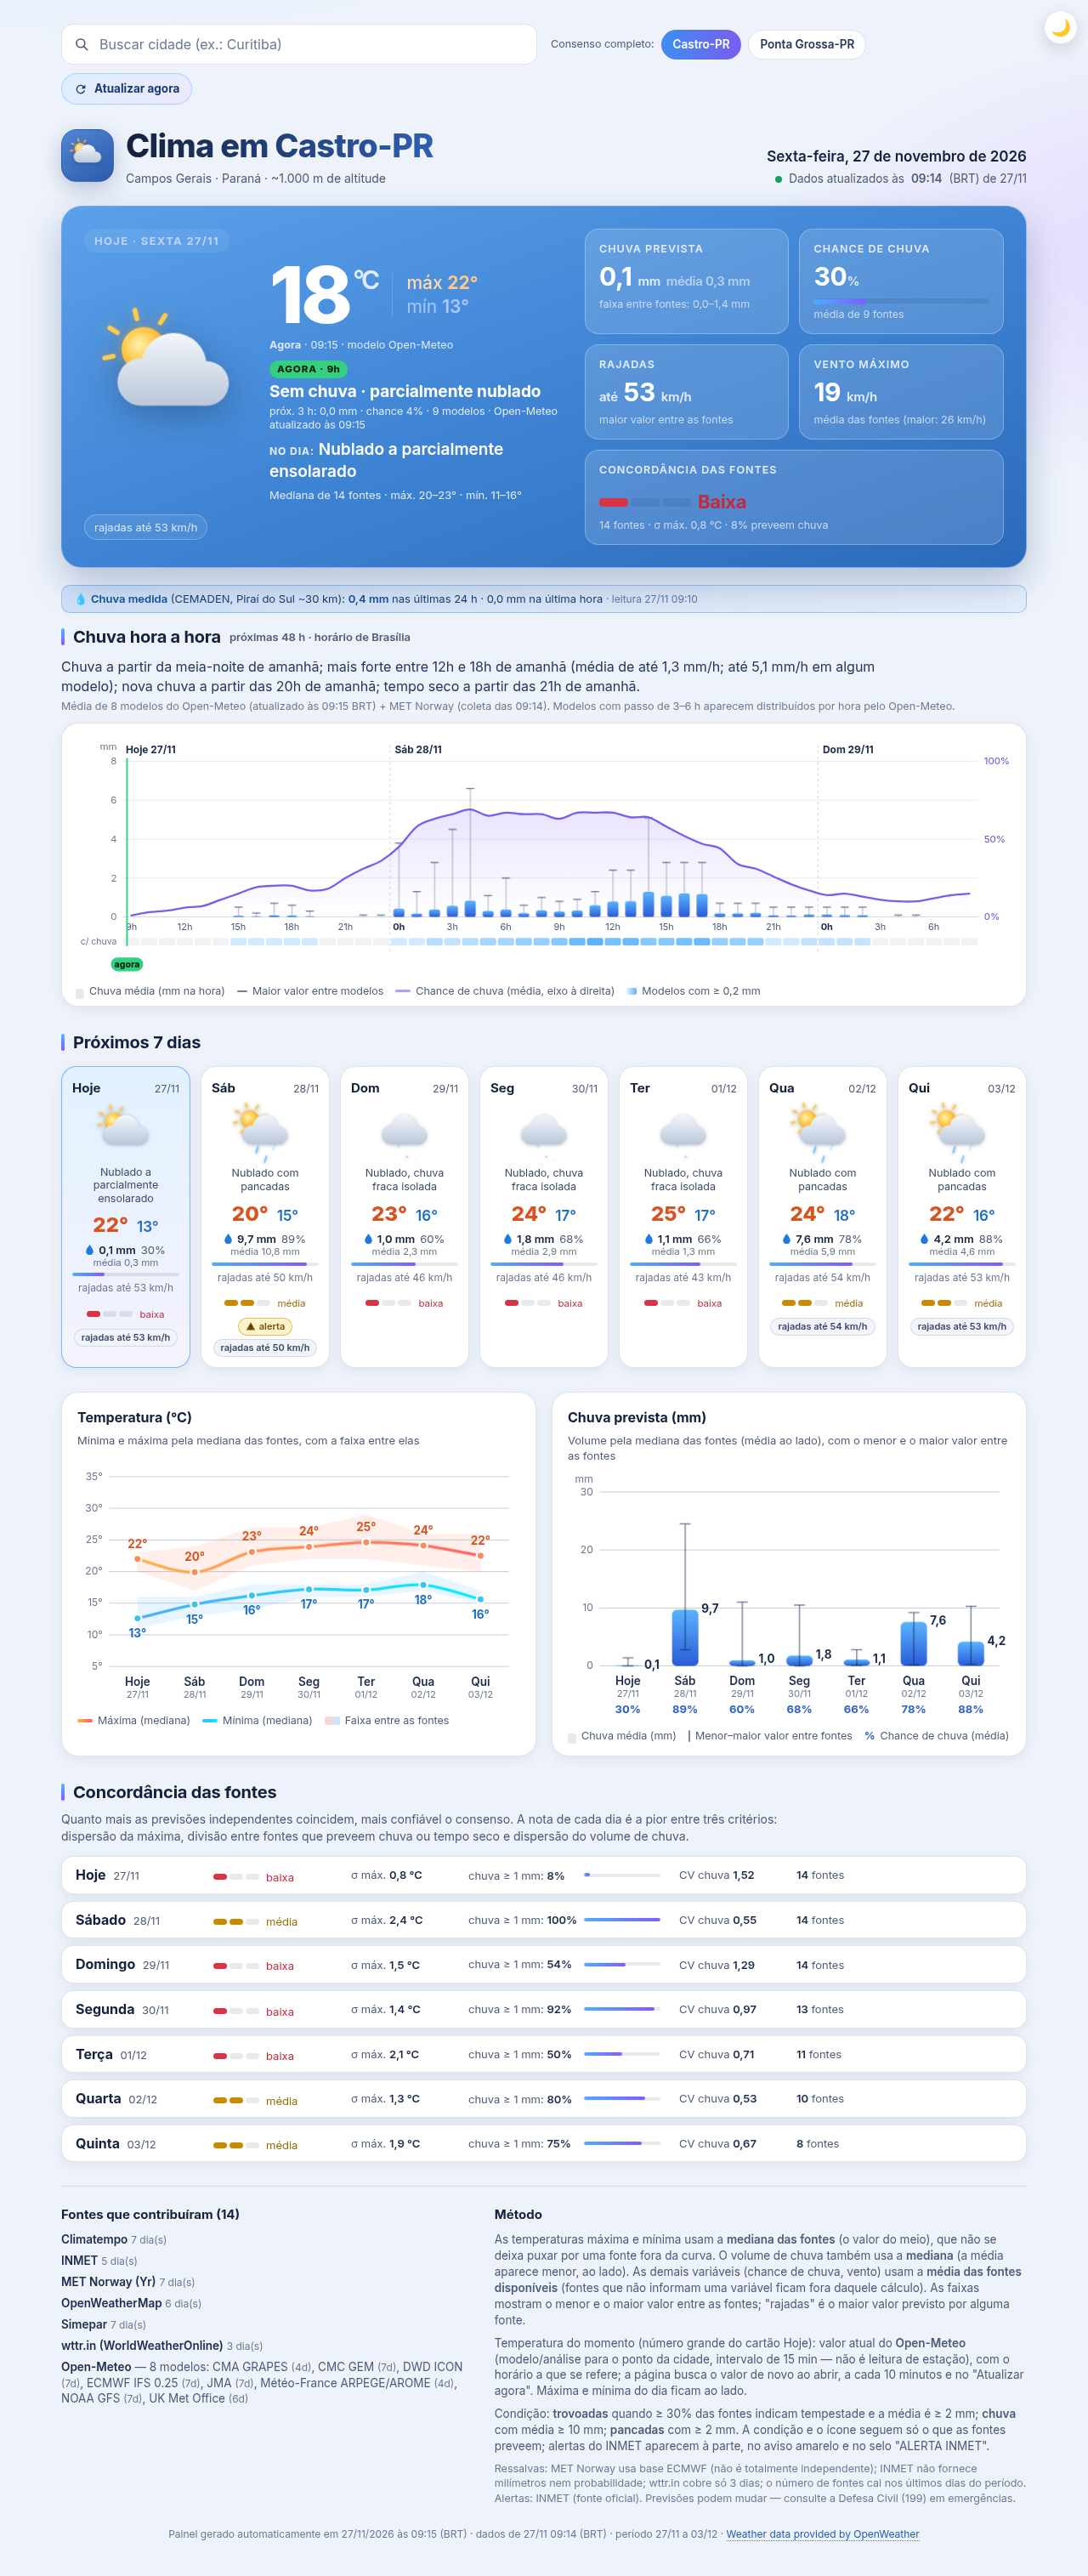 Buscar cidade (ex.: Curitiba)
Consenso completo:
Castro-PR
Ponta Grossa-PR
Atualizar agora
Clima em Castro-PR
Campos Gerais · Paraná · ~1.000 m de altitude
Sexta-feira, 27 de novembro de 2026
Dados atualizados às 09:14 (BRT) de 27/11
HOJE · SEXTA 27/11
18°C
máx 22°
mín 13°
Agora · 09:15 · modelo Open-Meteo
AGORA · 9h
Sem chuva · parcialmente nublado
próx. 3 h: 0,0 mm · chance 4% · 9 modelos · Open-Meteo
atualizado às 09:15
NO DIA: Nublado a parcialmente
ensolarado
Mediana de 14 fontes · máx. 20–23° · mín. 11–16°
rajadas até 53 km/h
CHUVA PREVISTA
0,1 mm média 0,3 mm
faixa entre fontes: 0,0–1,4 mm
CHANCE DE CHUVA
30%
média de 9 fontes
RAJADAS
até 53 km/h
maior valor entre as fontes
VENTO MÁXIMO
19 km/h
média das fontes (maior: 26 km/h)
CONCORDÂNCIA DAS FONTES
Baixa
14 fontes · σ máx. 0,8 °C · 8% preveem chuva
Chuva medida (CEMADEN, Piraí do Sul ~30 km): 0,4 mm nas últimas 24 h · 0,0 mm na última hora · leitura 27/11 09:10
Chuva hora a hora próximas 48 h · horário de Brasília
Chuva a partir da meia-noite de amanhã; mais forte entre 12h e 18h de amanhã (média de até 1,3 mm/h; até 5,1 mm/h em algum
modelo); nova chuva a partir das 20h de amanhã; tempo seco a partir das 21h de amanhã.
Média de 8 modelos do Open-Meteo (atualizado às 09:15 BRT) + MET Norway (coleta das 09:14). Modelos com passo de 3–6 h aparecem distribuídos por hora pelo Open-Meteo.
mm Hoje 27/11 Sáb 28/11 Dom 29/11
8 100%
6
4 50%
2
0 0%
9h 12h 15h 18h 21h 0h 3h 6h 9h 12h 15h 18h 21h 0h 3h 6h
c/ chuva
agora
Chuva média (mm na hora) Maior valor entre modelos Chance de chuva (média, eixo à direita) Modelos com ≥ 0,2 mm
Próximos 7 dias
Hoje 27/11
Nublado a
parcialmente
ensolarado
22° 13°
0,1 mm 30%
média 0,3 mm
rajadas até 53 km/h
baixa
rajadas até 53 km/h
Sáb 28/11
Nublado com
pancadas
20° 15°
9,7 mm 89%
média 10,8 mm
rajadas até 50 km/h
média
alerta
rajadas até 50 km/h
Dom 29/11
Nublado, chuva
fraca isolada
23° 16°
1,0 mm 60%
média 2,3 mm
rajadas até 46 km/h
baixa
Seg 30/11
Nublado, chuva
fraca isolada
24° 17°
1,8 mm 68%
média 2,9 mm
rajadas até 46 km/h
baixa
Ter 01/12
Nublado, chuva
fraca isolada
25° 17°
1,1 mm 66%
média 1,3 mm
rajadas até 43 km/h
baixa
Qua 02/12
Nublado com
pancadas
24° 18°
7,6 mm 78%
média 5,9 mm
rajadas até 54 km/h
média
rajadas até 54 km/h
Qui 03/12
Nublado com
pancadas
22° 16°
4,2 mm 88%
média 4,6 mm
rajadas até 53 km/h
média
rajadas até 53 km/h
Temperatura (°C)
Mínima e máxima pela mediana das fontes, com a faixa entre elas
35°
30°
25°
20°
15°
10°
5°
22° 20° 23° 24° 25° 24° 22°
13° 15° 16° 17° 17° 18° 16°
Hoje Sáb Dom Seg Ter Qua Qui
27/11 28/11 29/11 30/11 01/12 02/12 03/12
Máxima (mediana) Mínima (mediana) Faixa entre as fontes
Chuva prevista (mm)
Volume pela mediana das fontes (média ao lado), com o menor e o maior valor entre
as fontes
mm
30
20
10
0
0,1 9,7 1,0 1,8 1,1 7,6 4,2
Hoje Sáb Dom Seg Ter Qua Qui
27/11 28/11 29/11 30/11 01/12 02/12 03/12
30% 89% 60% 68% 66% 78% 88%
Chuva média (mm) Menor–maior valor entre fontes % Chance de chuva (média)
Concordância das fontes
Quanto mais as previsões independentes coincidem, mais confiável o consenso. A nota de cada dia é a pior entre três critérios:
dispersão da máxima, divisão entre fontes que preveem chuva ou tempo seco e dispersão do volume de chuva.
Hoje 27/11 baixa σ máx. 0,8 °C chuva ≥ 1 mm: 8% CV chuva 1,52 14 fontes
Sábado 28/11 média σ máx. 2,4 °C chuva ≥ 1 mm: 100% CV chuva 0,55 14 fontes
Domingo 29/11 baixa σ máx. 1,5 °C chuva ≥ 1 mm: 54% CV chuva 1,29 14 fontes
Segunda 30/11 baixa σ máx. 1,4 °C chuva ≥ 1 mm: 92% CV chuva 0,97 13 fontes
Terça 01/12 baixa σ máx. 2,1 °C chuva ≥ 1 mm: 50% CV chuva 0,71 11 fontes
Quarta 02/12 média σ máx. 1,3 °C chuva ≥ 1 mm: 80% CV chuva 0,53 10 fontes
Quinta 03/12 média σ máx. 1,9 °C chuva ≥ 1 mm: 75% CV chuva 0,67 8 fontes
Fontes que contribuíram (14)
Climatempo 7 dia(s)
INMET 5 dia(s)
MET Norway (Yr) 7 dia(s)
OpenWeatherMap 6 dia(s)
Simepar 7 dia(s)
wttr.in (WorldWeatherOnline) 3 dia(s)
Open-Meteo — 8 modelos: CMA GRAPES (4d), CMC GEM (7d), DWD ICON
(7d), ECMWF IFS 0.25 (7d), JMA (7d), Météo-France ARPEGE/AROME (4d),
NOAA GFS (7d), UK Met Office (6d)
Método
As temperaturas máxima e mínima usam a mediana das fontes (o valor do meio), que não se
deixa puxar por uma fonte fora da curva. O volume de chuva também usa a mediana (a média
aparece menor, ao lado). As demais variáveis (chance de chuva, vento) usam a média das fontes
disponíveis (fontes que não informam uma variável ficam fora daquele cálculo). As faixas
mostram o menor e o maior valor entre as fontes; "rajadas" é o maior valor previsto por alguma
fonte.
Temperatura do momento (número grande do cartão Hoje): valor atual do Open-Meteo
(modelo/análise para o ponto da cidade, intervalo de 15 min — não é leitura de estação), com o
horário a que se refere; a página busca o valor de novo ao abrir, a cada 10 minutos e no "Atualizar
agora". Máxima e mínima do dia ficam ao lado.
Condição: trovoadas quando ≥ 30% das fontes indicam tempestade e a média é ≥ 2 mm; chuva
com média ≥ 10 mm; pancadas com ≥ 2 mm. A condição e o ícone seguem só o que as fontes
preveem; alertas do INMET aparecem à parte, no aviso amarelo e no selo "ALERTA INMET".
Ressalvas: MET Norway usa base ECMWF (não é totalmente independente); INMET não fornece
milímetros nem probabilidade; wttr.in cobre só 3 dias; o número de fontes cai nos últimos dias do período.
Alertas: INMET (fonte oficial). Previsões podem mudar — consulte a Defesa Civil (199) em emergências.
Painel gerado automaticamente em 27/11/2026 às 09:15 (BRT) · dados de 27/11 09:14 (BRT) · período 27/11 a 03/12 · Weather data provided by OpenWeather